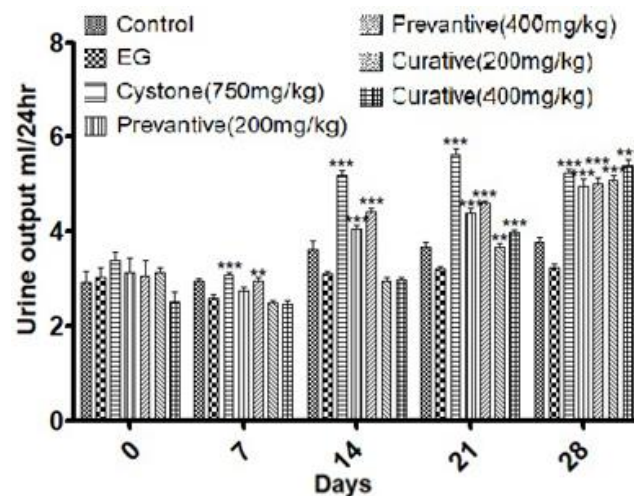 Control
EG
Cystone(750mg/kg)
Prevantive(200mg/kg)
Prevantive(400mg/kg)
Curative(200mg/kg)
Curative(400mg/kg)
Urine output ml/24hr
8
6
4
2
0
*** **
*** *** ***
*** *** *** ** ***
*** *** *** *** **
0 7 14 21 28
Days